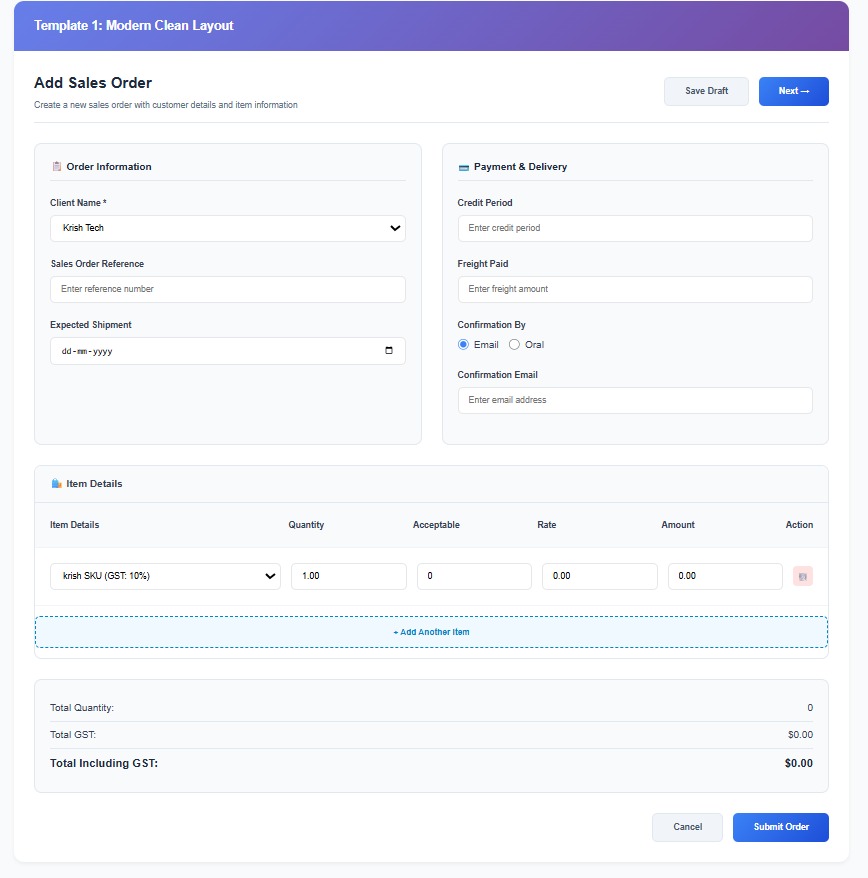 Template 1: Modern Clean Layout
Add Sales Order
Create a new sales order with customer details and item information
Save Draft
Next →
Order Information
Client Name *
Krish Tech
Sales Order Reference
Enter reference number
Expected Shipment
dd-mm-yyyy
Payment & Delivery
Credit Period
Enter credit period
Freight Paid
Enter freight amount
Confirmation By
Email Oral
Confirmation Email
Enter email address
Item Details
Item Details Quantity Acceptable Rate Amount Action
krish SKU (GST: 10%) 1.00 0 0.00 0.00
+ Add Another Item
Total Quantity: 0
Total GST: $0.00
Total Including GST: $0.00
Cancel
Submit Order